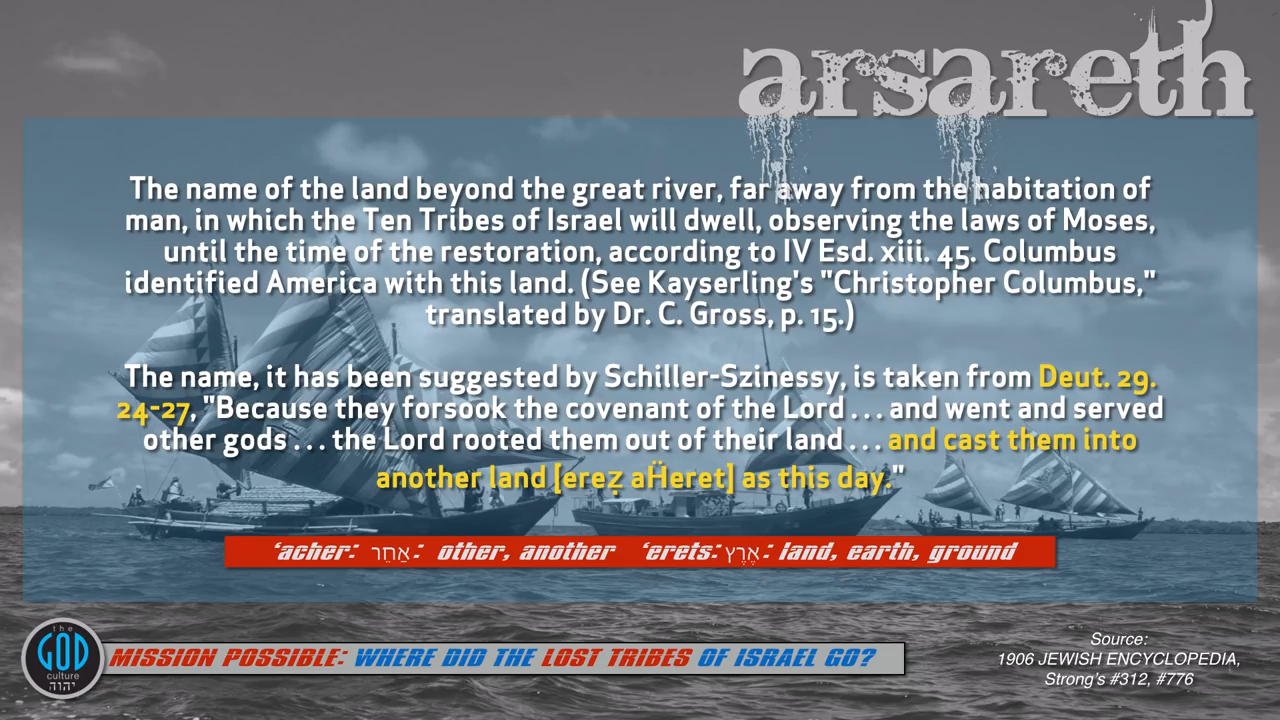 arsareth
The name of the land beyond the great river, far away from the habitation of
man, in which the Ten Tribes of Israel will dwell, observing the laws of Moses,
until the time of the restoration, according to IV Esd. xiii. 45. Columbus
identified America with this land. (See Kayserling's "Christopher Columbus,"
translated by Dr. C. Gross, p. 15.)
The name, it has been suggested by Schiller-Szinessy, is taken from Deut. 29.
24-27, "Because they forsook the covenant of the Lord . . . and went and served
other gods . . . the Lord rooted them out of their land . . . and cast them into
another land [ereẓ aḦeret] as this day."
‘acher: אַחֵר: other, another ‘erets: אֶרֶץ: land, earth, ground
the
GOD
culture
יהוה
MISSION POSSIBLE: WHERE DID THE LOST TRIBES OF ISRAEL GO?
Source:
1906 JEWISH ENCYCLOPEDIA,
Strong's #312, #776